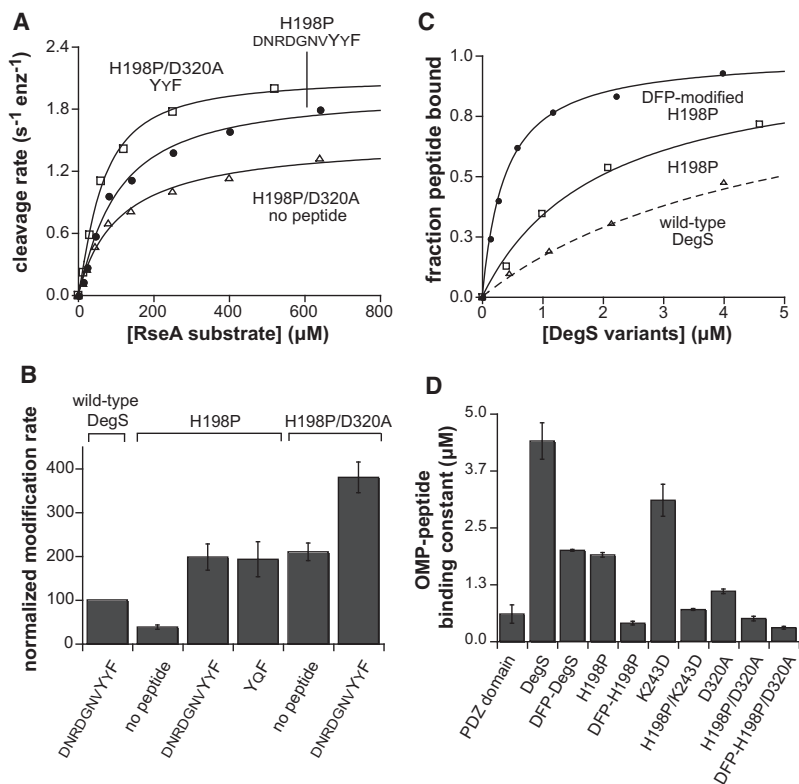 A
cleavage rate (s-1 enz-1)
2.4
1.8
1.2
0.6
0.0
H198P/D320A
YYF
H198P
DNRDGNVYYF
H198P/D320A
no peptide
0
200
400
600
800
[RseA substrate] (µM)
C
fraction peptide bound
1.0
0.8
0.5
0.3
0.0
DFP-modified
H198P
H198P
wild-type
DegS
0
1
2
3
4
5
[DegS variants] (µM)
B
normalized modification rate
wild-type
DegS
H198P
H198P/D320A
400
300
200
100
0
DNRDGNVYYF
no peptide
DNRDGNVYYF
YQF
no peptide
DNRDGNVYYF
D
OMP-peptide
binding constant (µM)
5.0
3.7
2.5
1.3
0.0
PDZ domain
DegS
DFP-DegS
H198P
DFP-H198P
K243D
H198P/K243D
D320A
H198P/D320A
DFP-H198P/D320A